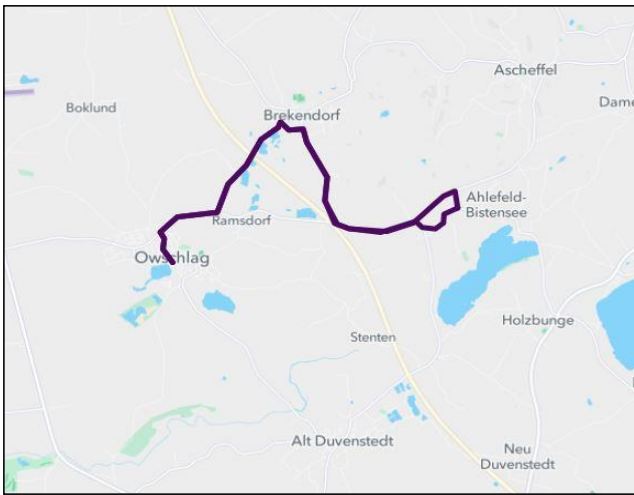 Ascheffel
Boklund
Dame
Brekendorf
Ahlefeld-
Bistensee
Ramsdorf
Owschlag
Holzbunge
Stenten
Alt Duvenstedt
Neu
Duvenstedt